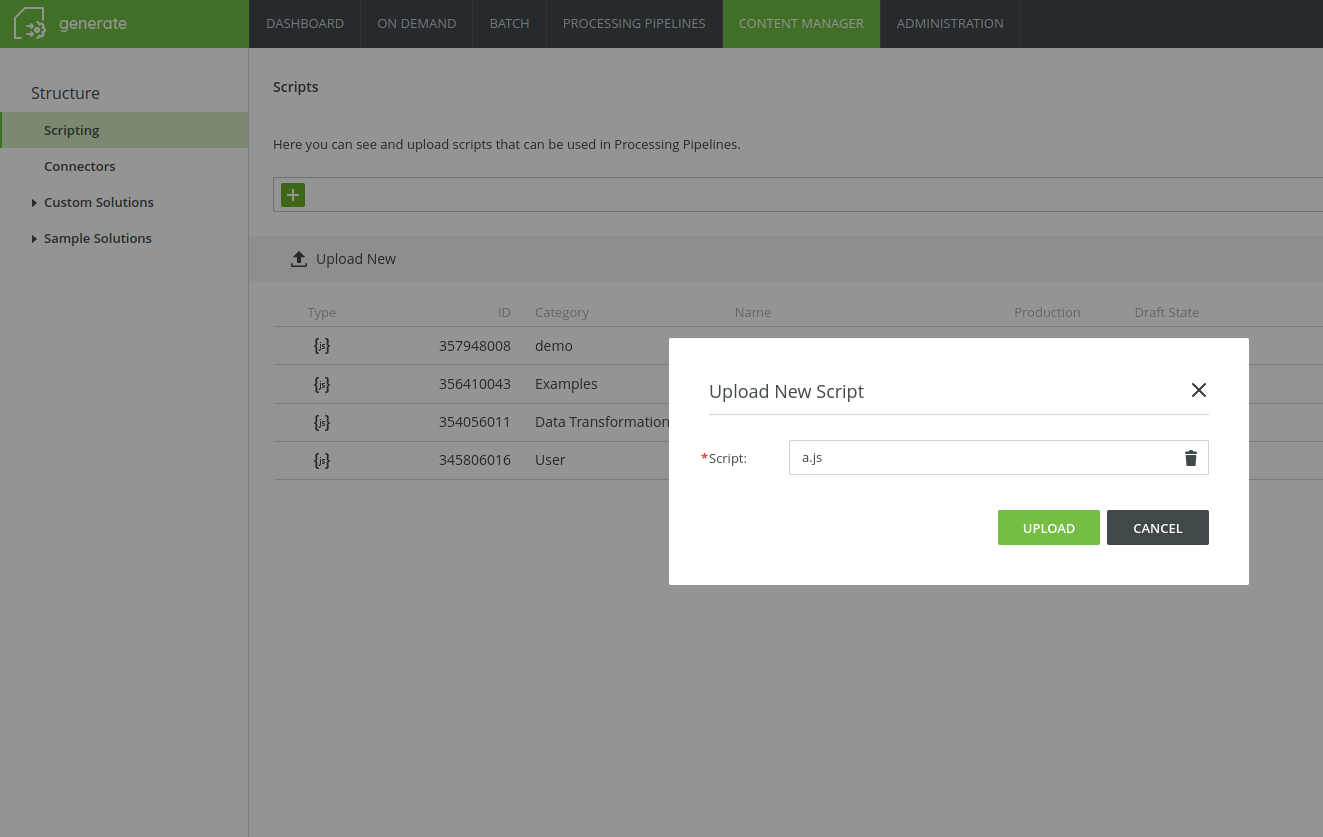 generate
DASHBOARD ON DEMAND BATCH PROCESSING PIPELINES CONTENT MANAGER ADMINISTRATION
Structure
Scripting
Connectors
Custom Solutions
Sample Solutions
Scripts
Here you can see and upload scripts that can be used in Processing Pipelines.
Upload New
Type ID Category Name Production Draft State
{js} 357948008 demo
{js} 356410043 Examples
{js} 354056011 Data Transformation
{js} 345806016 User
Upload New Script
*Script: a.js
UPLOAD CANCEL